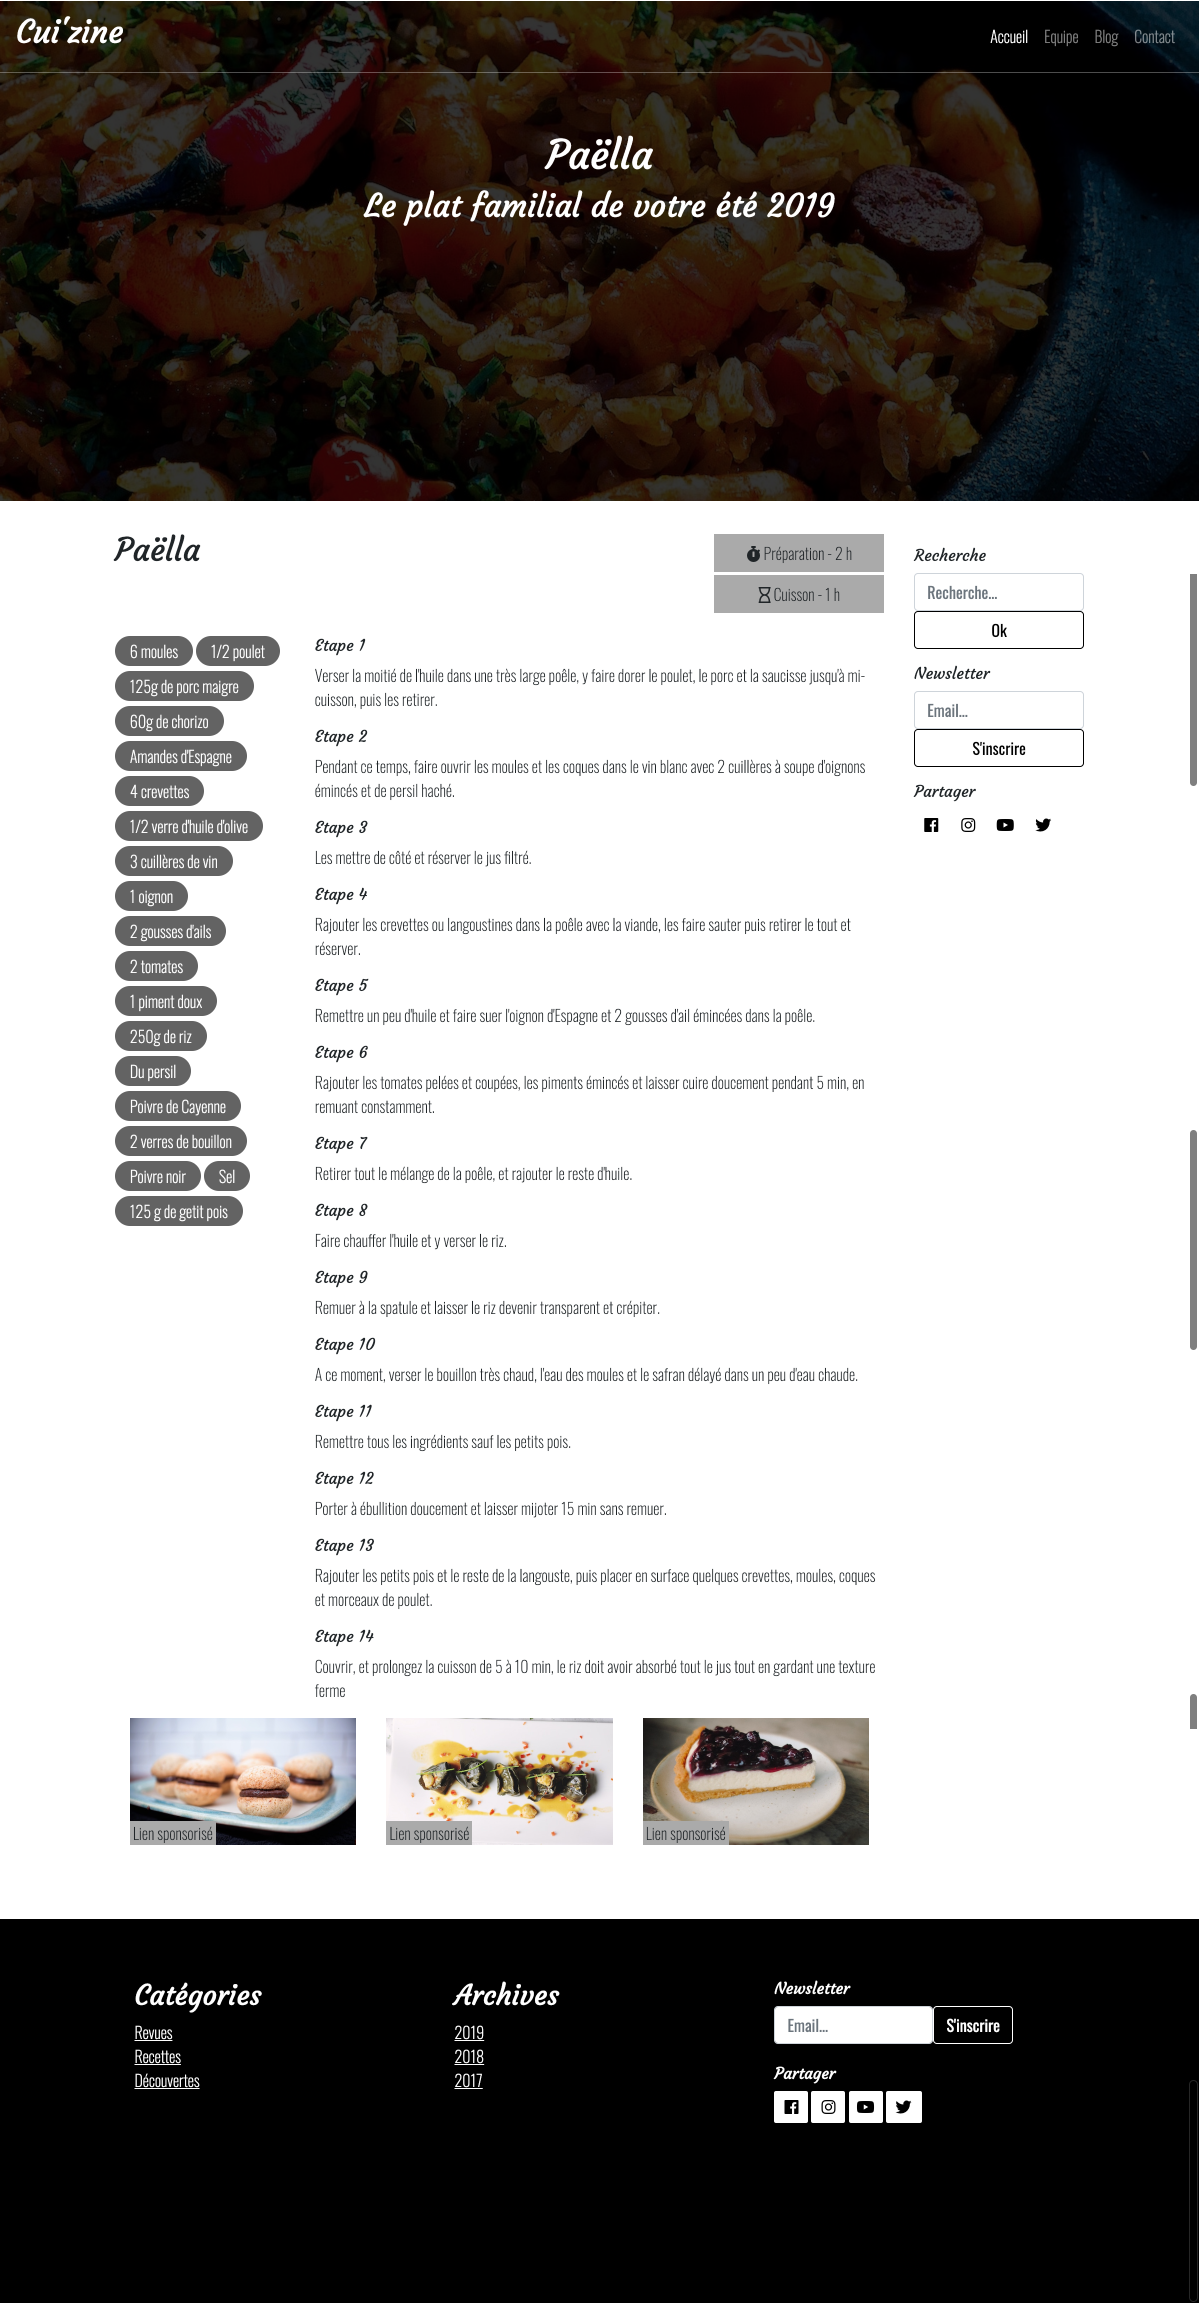 Cui'zine
Accueil Equipe Blog Contact
Paëlla
Le plat familial de votre été 2019
Paëlla
Préparation - 2 h
Cuisson - 1 h
6 moules 1/2 poulet
125g de porc maigre
60g de chorizo
Amandes d'Espagne
4 crevettes
1/2 verre d'huile d'olive
3 cuillères de vin
1 oignon
2 gousses d'ails
2 tomates
1 piment doux
250g de riz
Du persil
Poivre de Cayenne
2 verres de bouillon
Poivre noir Sel
125 g de getit pois
Etape 1
Verser la moitié de l'huile dans une très large poêle, y faire dorer le poulet, le porc et la saucisse jusqu'à mi-
cuisson, puis les retirer.
Etape 2
Pendant ce temps, faire ouvrir les moules et les coques dans le vin blanc avec 2 cuillères à soupe d'oignons
émincés et de persil haché.
Etape 3
Les mettre de côté et réserver le jus filtré.
Etape 4
Rajouter les crevettes ou langoustines dans la poêle avec la viande, les faire sauter puis retirer le tout et
réserver.
Etape 5
Remettre un peu d'huile et faire suer l'oignon d'Espagne et 2 gousses d'ail émincées dans la poêle.
Etape 6
Rajouter les tomates pelées et coupées, les piments émincés et laisser cuire doucement pendant 5 min, en
remuant constamment.
Etape 7
Retirer tout le mélange de la poêle, et rajouter le reste d'huile.
Etape 8
Faire chauffer l'huile et y verser le riz.
Etape 9
Remuer à la spatule et laisser le riz devenir transparent et crépiter.
Etape 10
A ce moment, verser le bouillon très chaud, l'eau des moules et le safran délayé dans un peu d'eau chaude.
Etape 11
Remettre tous les ingrédients sauf les petits pois.
Etape 12
Porter à ébullition doucement et laisser mijoter 15 min sans remuer.
Etape 13
Rajouter les petits pois et le reste de la langouste, puis placer en surface quelques crevettes, moules, coques
et morceaux de poulet.
Etape 14
Couvrir, et prolongez la cuisson de 5 à 10 min, le riz doit avoir absorbé tout le jus tout en gardant une texture
ferme
Recherche
Recherche...
Ok
Newsletter
Email...
S'inscrire
Partager
Lien sponsorisé
Lien sponsorisé
Lien sponsorisé
Catégories
Revues
Recettes
Découvertes
Archives
2019
2018
2017
Newsletter
Email... S'inscrire
Partager